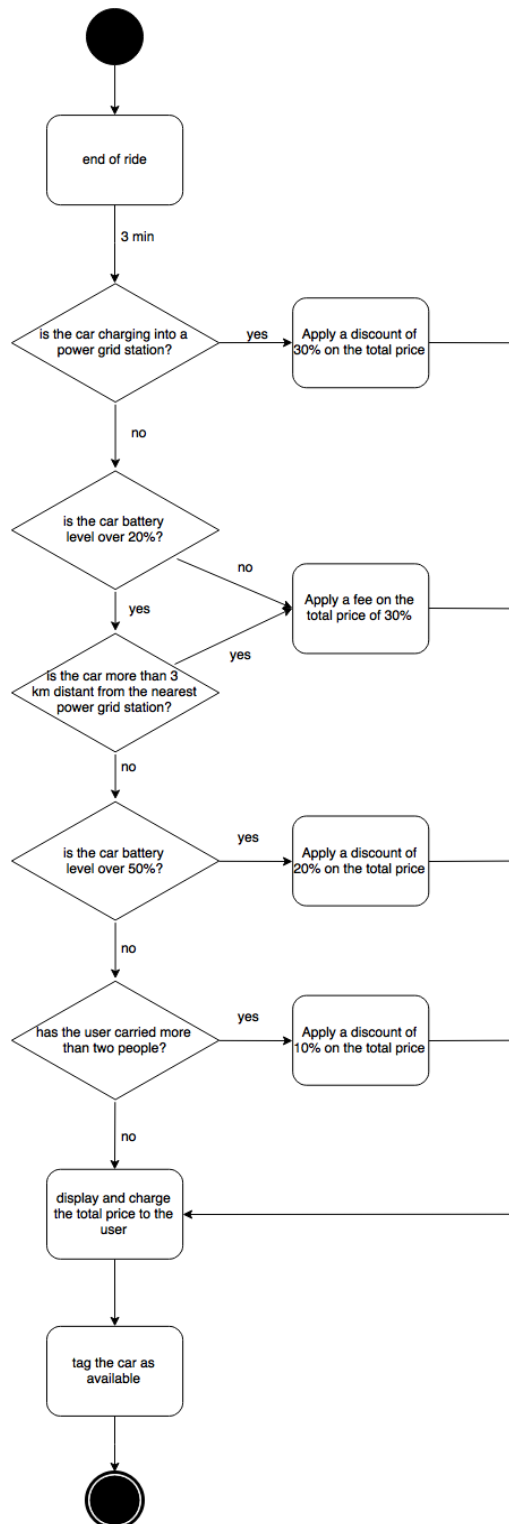 end of ride
3 min
is the car charging into a
power grid station?
yes
Apply a discount of
30% on the total price
no
is the car battery
level over 20%?
no
Apply a fee on the
total price of 30%
yes
yes
is the car more than 3
km distant from the nearest
power grid station?
no
is the car battery
level over 50%?
yes
Apply a discount of
20% on the total price
no
has the user carried more
than two people?
yes
Apply a discount of
10% on the total price
no
display and charge
the total price to the
user
tag the car as
available